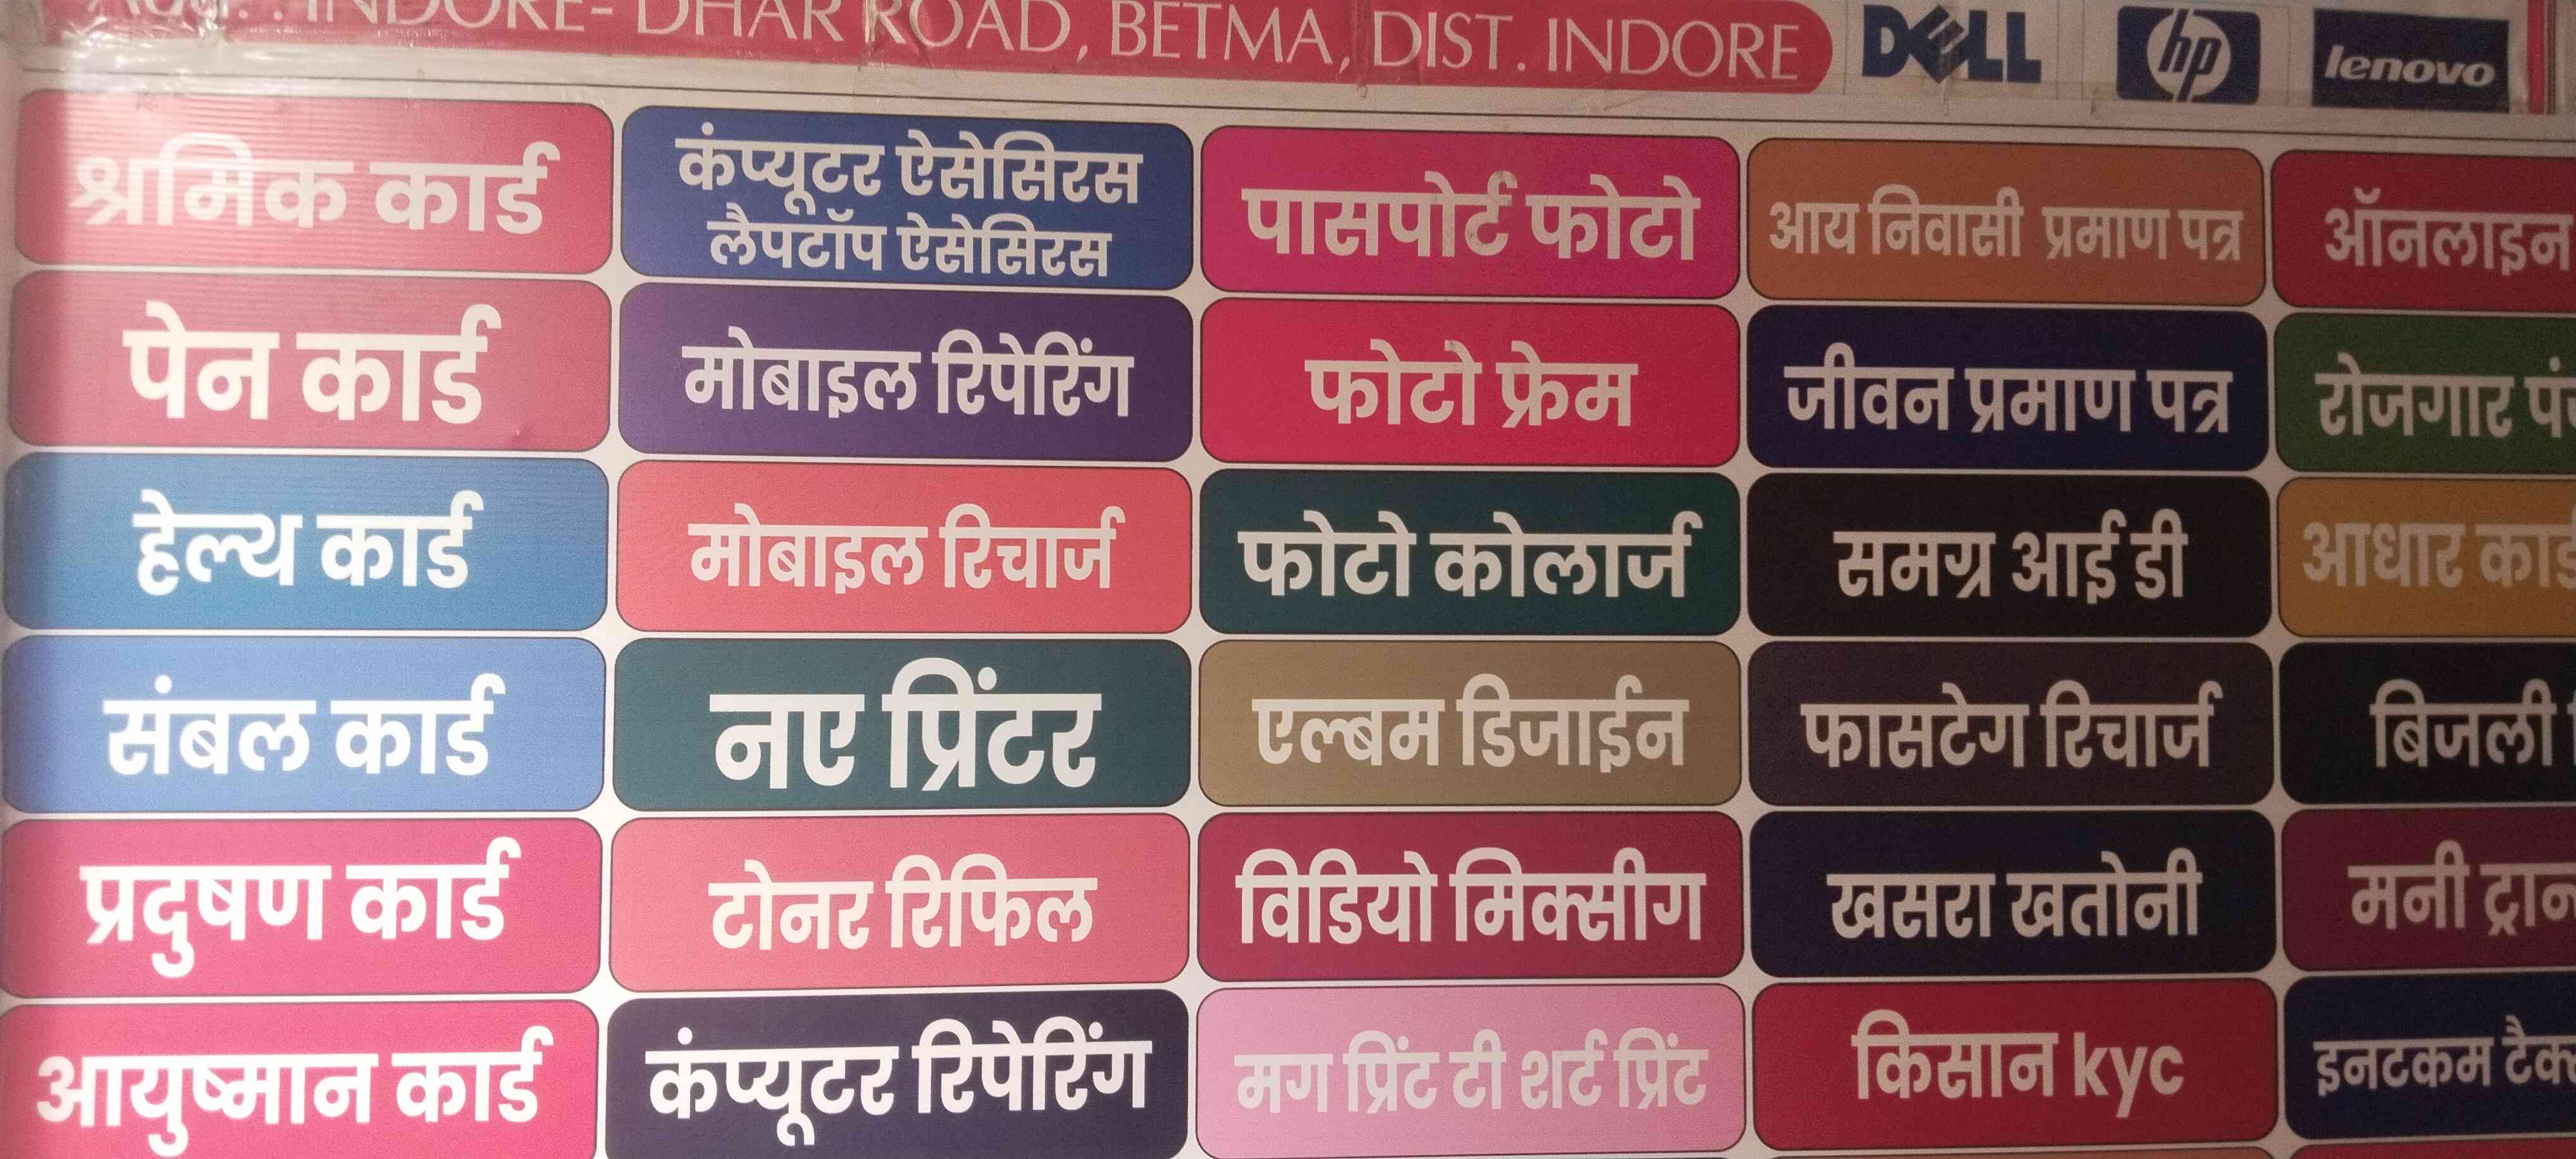 INDORE- DHAR ROAD, BETMA, DIST. INDORE
DELL
hp
lenovo
श्रमिक कार्ड
कंप्यूटर ऐसेसिरस
लैपटॉप ऐसेसिरस
पासपोर्ट फोटो
आय निवासी प्रमाण पत्र
ऑनलाइन
पेन कार्ड
मोबाइल रिपेरिंग
फोटो फ्रेम
जीवन प्रमाण पत्र
रोजगार
हेल्थ कार्ड
मोबाइल रिचार्ज
फोटो कोलार्ज
समग्र आई डी
आधार
संबल कार्ड
नए प्रिंटर
एल्बम डिजाईन
फासटेग रिचार्ज
बिजली
प्रदुषण कार्ड
टोनर रिफिल
विडियो मिक्सीग
खसरा खतोनी
मनी
आयुष्मान कार्ड
कंप्यूटर रिपेरिंग
मग प्रिंट टी शर्ट प्रिंट
किसान kyc
इनटकम